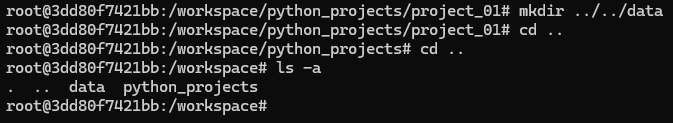 root@3dd80f7421bb:/workspace/python_projects/project_01# mkdir ../../data
root@3dd80f7421bb:/workspace/python_projects/project_01# cd ..
root@3dd80f7421bb:/workspace/python_projects# cd ..
root@3dd80f7421bb:/workspace# ls -a
.  ..  data  python_projects
root@3dd80f7421bb:/workspace#